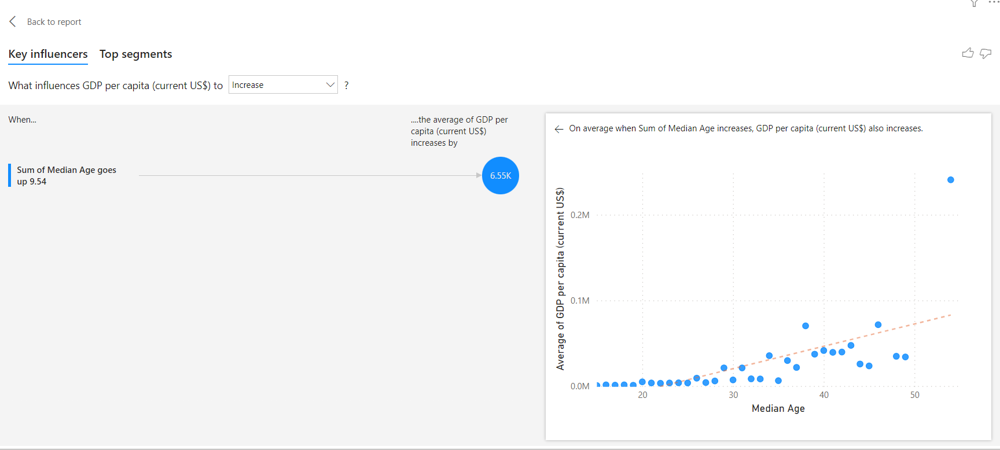 Back to report
Key influencers Top segments
What influences GDP per capita (current US$) to Increase ?
When...
....the average of GDP per
capita (current US$)
increases by
Sum of Median Age goes
up 9.54
6.55K
On average when Sum of Median Age increases, GDP per capita (current US$) also increases.
Average of GDP per capita (current US$)
0.2M
0.1M
0.0M
20 30 40 50
Median Age